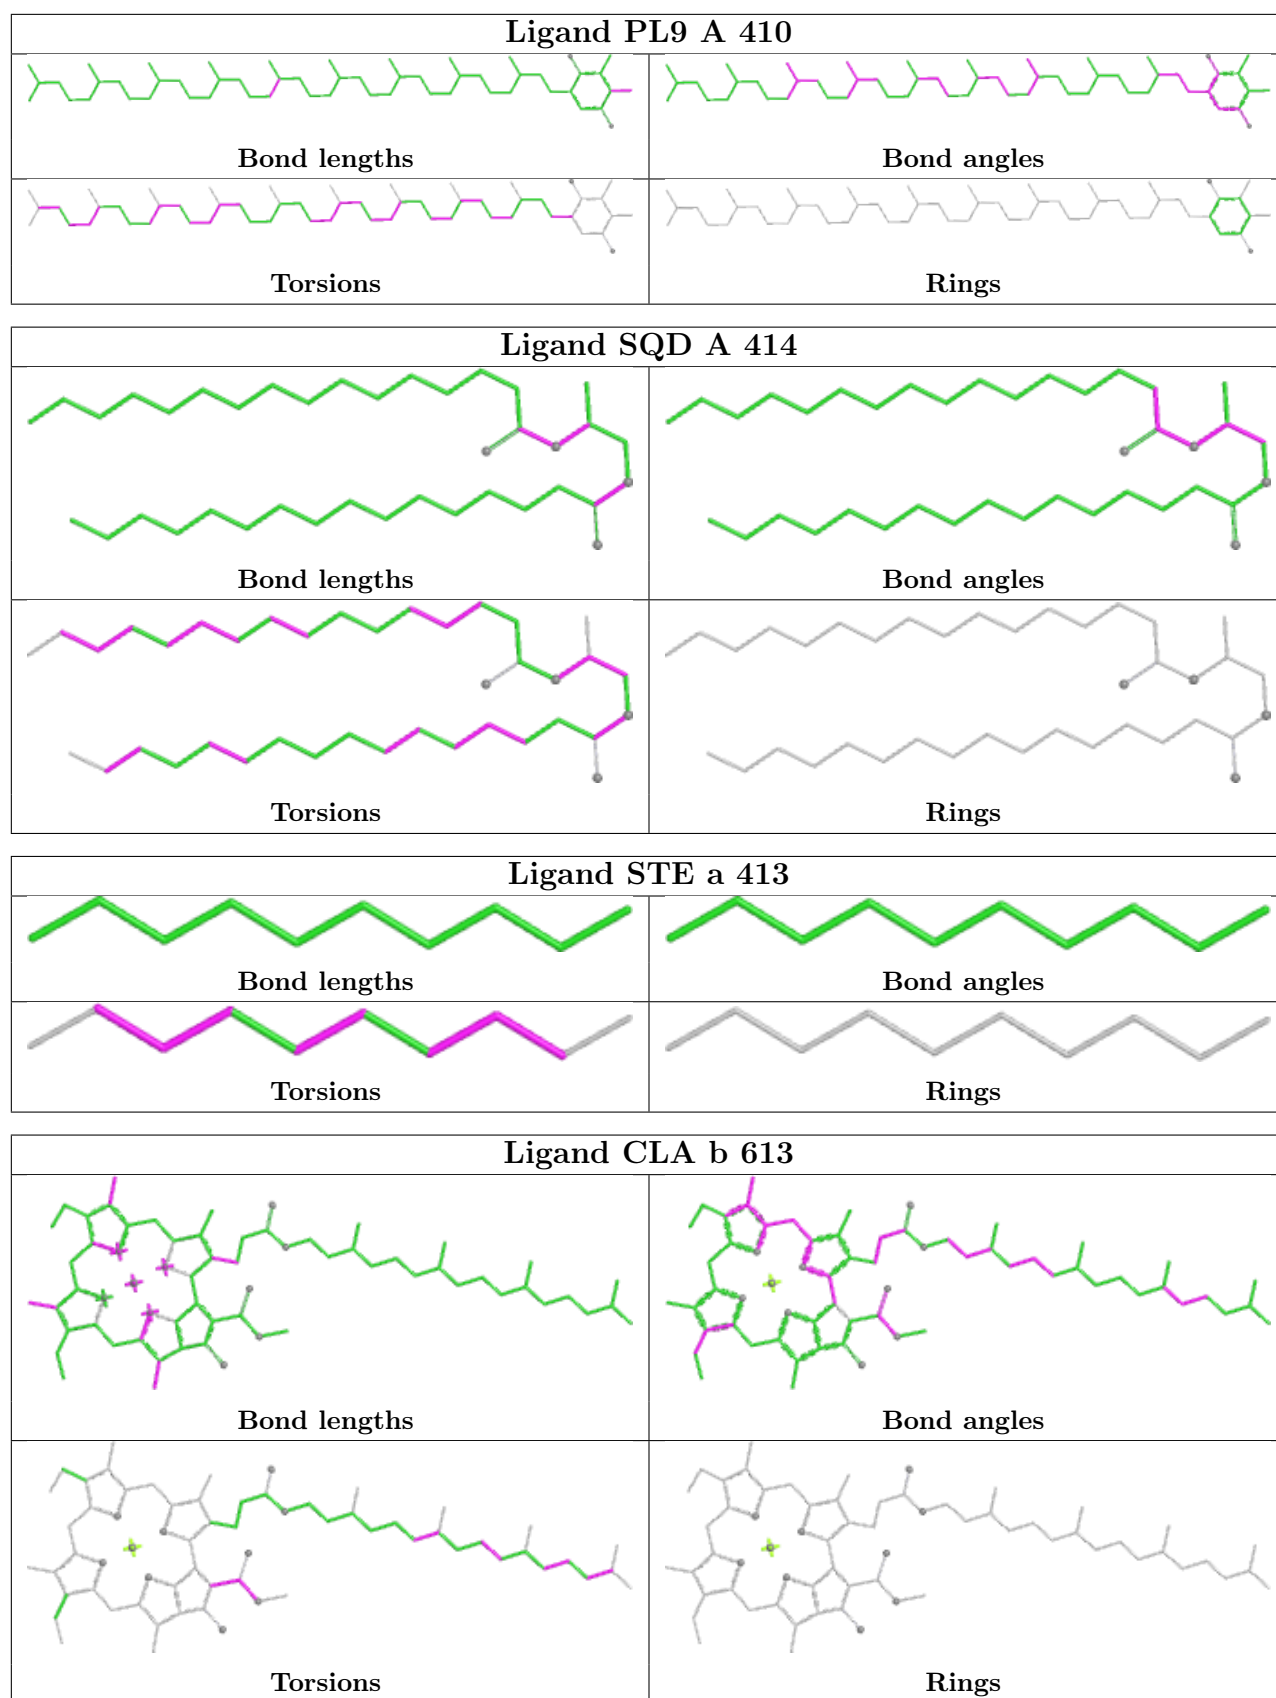 Ligand PL9 A 410
Bond lengths
Bond angles
Torsions
Rings
Ligand SQD A 414
Bond lengths
Bond angles
Torsions
Rings
Ligand STE a 413
Bond lengths
Bond angles
Torsions
Rings
Ligand CLA b 613
Bond lengths
Bond angles
Torsions
Rings